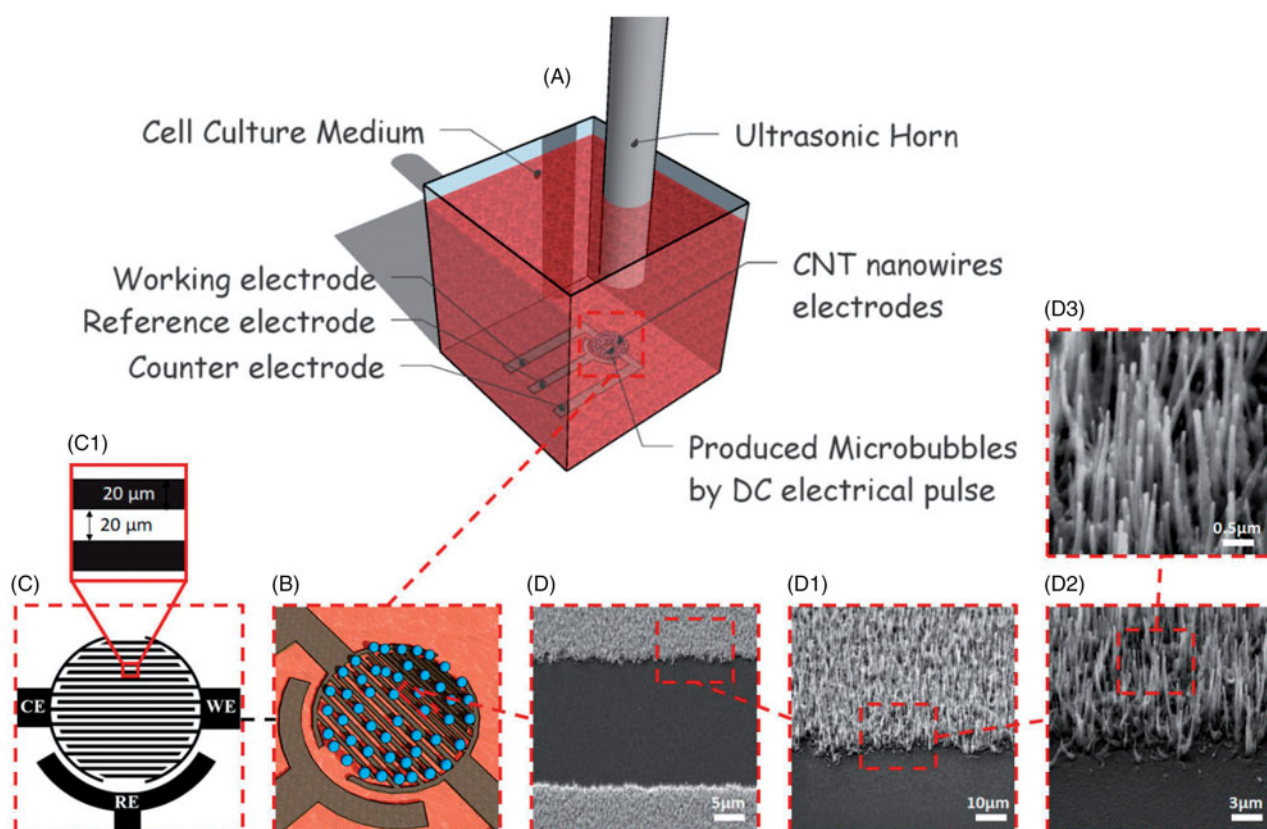 (A)
Cell Culture Medium
Ultrasonic Horn
Working electrode
Reference electrode
Counter electrode
CNT nanowires
electrodes
Produced Microbubbles
by DC electrical pulse
(D3)
0.5µm
(C1)
20 µm
20 µm
(C)
CE
WE
RE
(B)
(D)
5µm
(D1)
10µm
(D2)
3µm